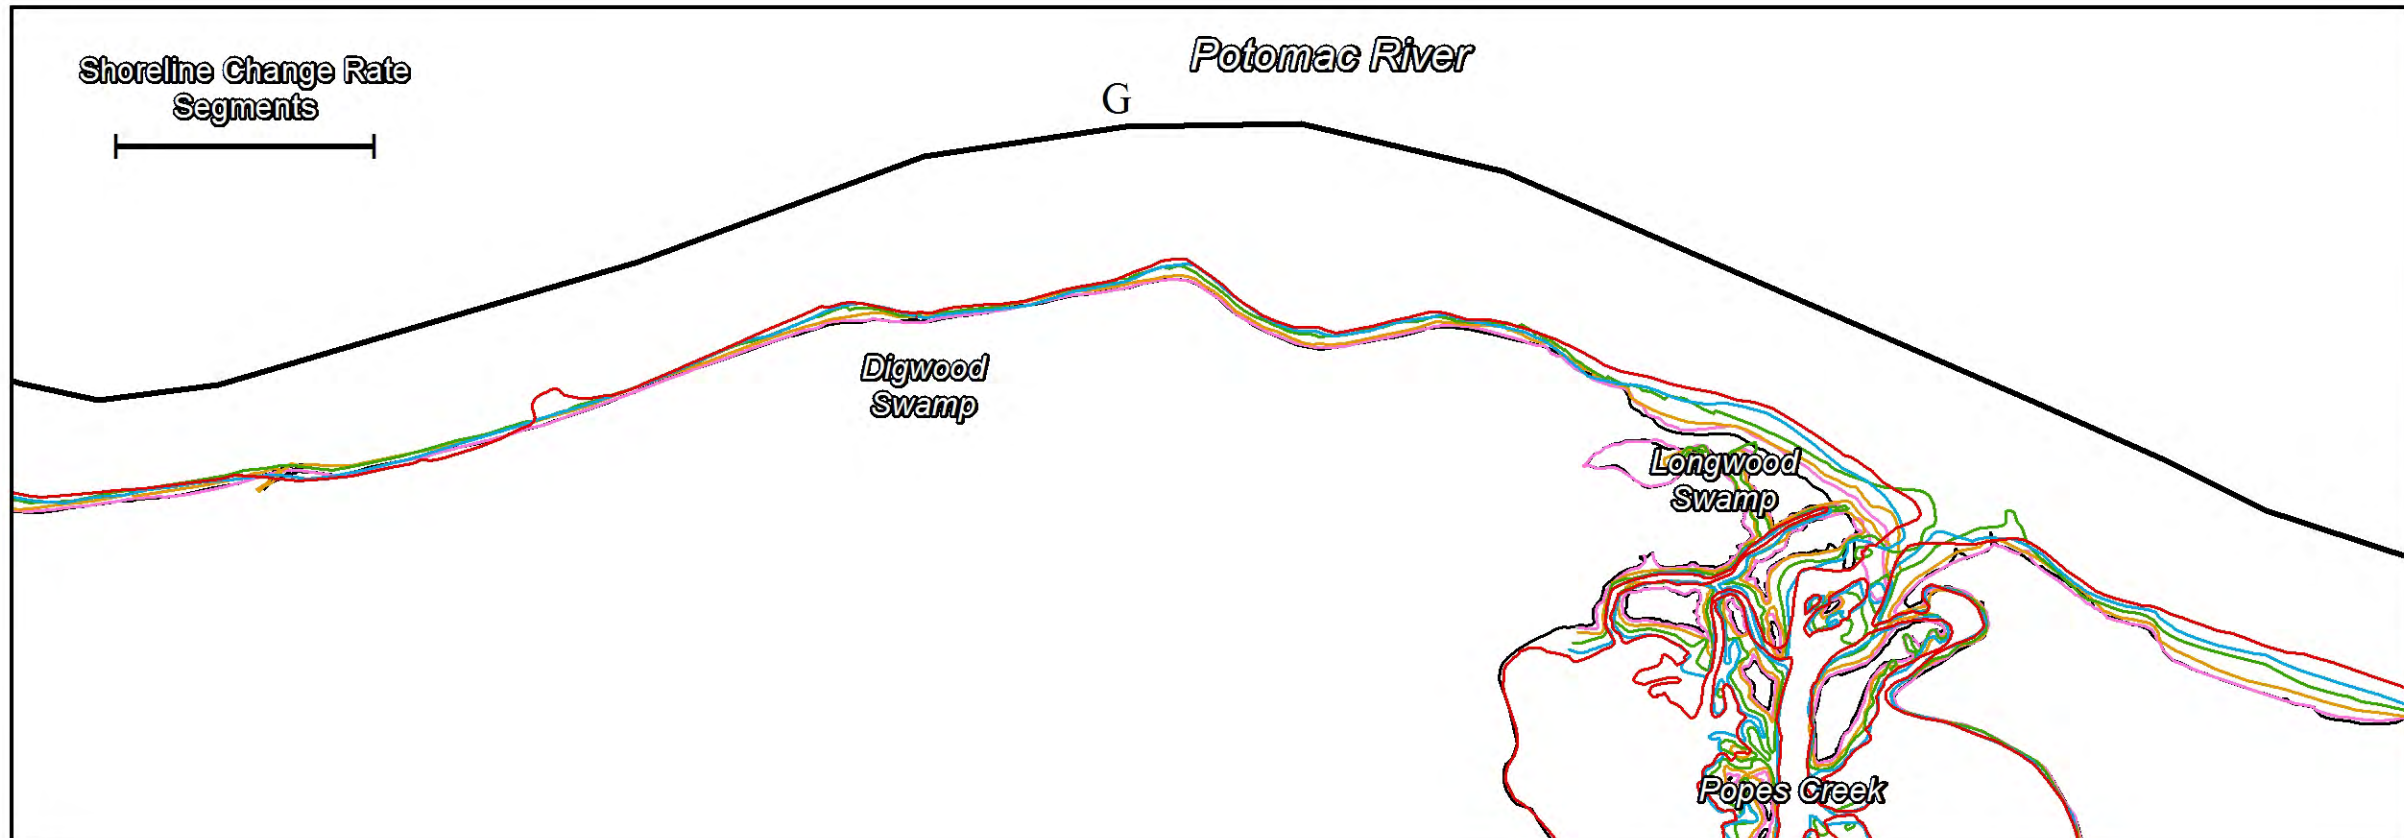 Potomac River
Shoreline Change Rate
Segments
G
Digwood
Swamp
Longwood
Swamp
Popes Creek